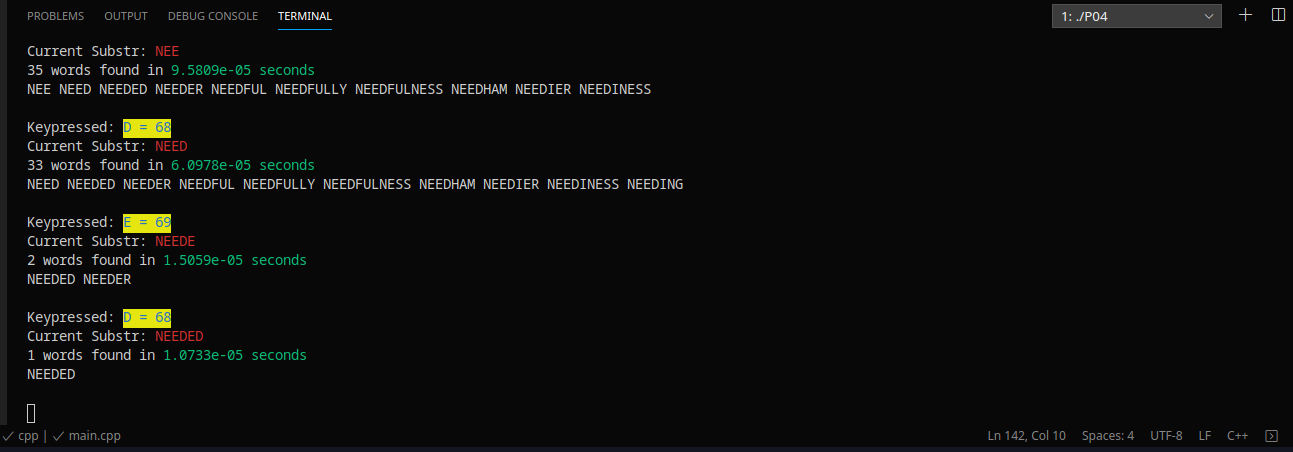 PROBLEMS OUTPUT DEBUG CONSOLE TERMINAL 1: ./P04
Current Substr: NEE
35 words found in 9.5809e-05 seconds
NEE NEED NEEDED NEEDER NEEDFUL NEEDFULLY NEEDFULNESS NEEDHAM NEEDIER NEEDINESS
Keypressed: D = 68
Current Substr: NEED
33 words found in 6.0978e-05 seconds
NEED NEEDED NEEDER NEEDFUL NEEDFULLY NEEDFULNESS NEEDHAM NEEDIER NEEDINESS NEEDING
Keypressed: E = 69
Current Substr: NEEDE
2 words found in 1.5059e-05 seconds
NEEDED NEEDER
Keypressed: D = 68
Current Substr: NEEDED
1 words found in 1.0733e-05 seconds
NEEDED
cpp | main.cpp Ln 142, Col 10 Spaces: 4 UTF-8 LF C++